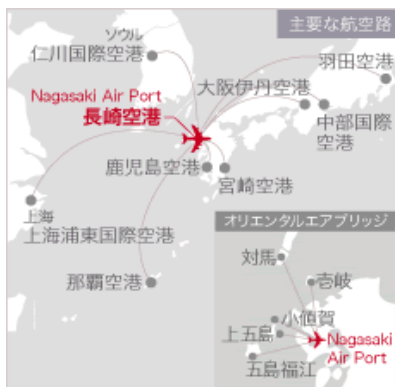 主要な航空路
ソウル
仁川国際空港
羽田空港
大阪伊丹空港
Nagasaki Air Port
長崎空港
中部国際
空港
鹿児島空港
宮崎空港
上海
上海浦東国際空港
那覇空港
オリエンタルエアブリッジ
対馬
壱岐
小値賀
上五島
Nagasaki
Air Port
五島福江